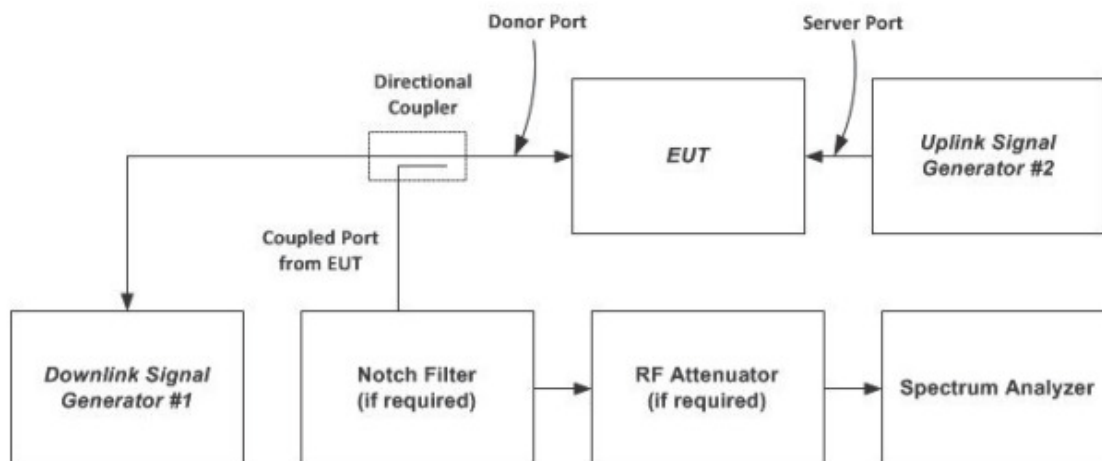 Donor Port
Server Port
Directional
Coupler
EUT
Uplink Signal
Generator #2
Coupled Port
from EUT
Downlink Signal
Generator #1
Notch Filter
(if required)
RF Attenuator
(if required)
Spectrum Analyzer